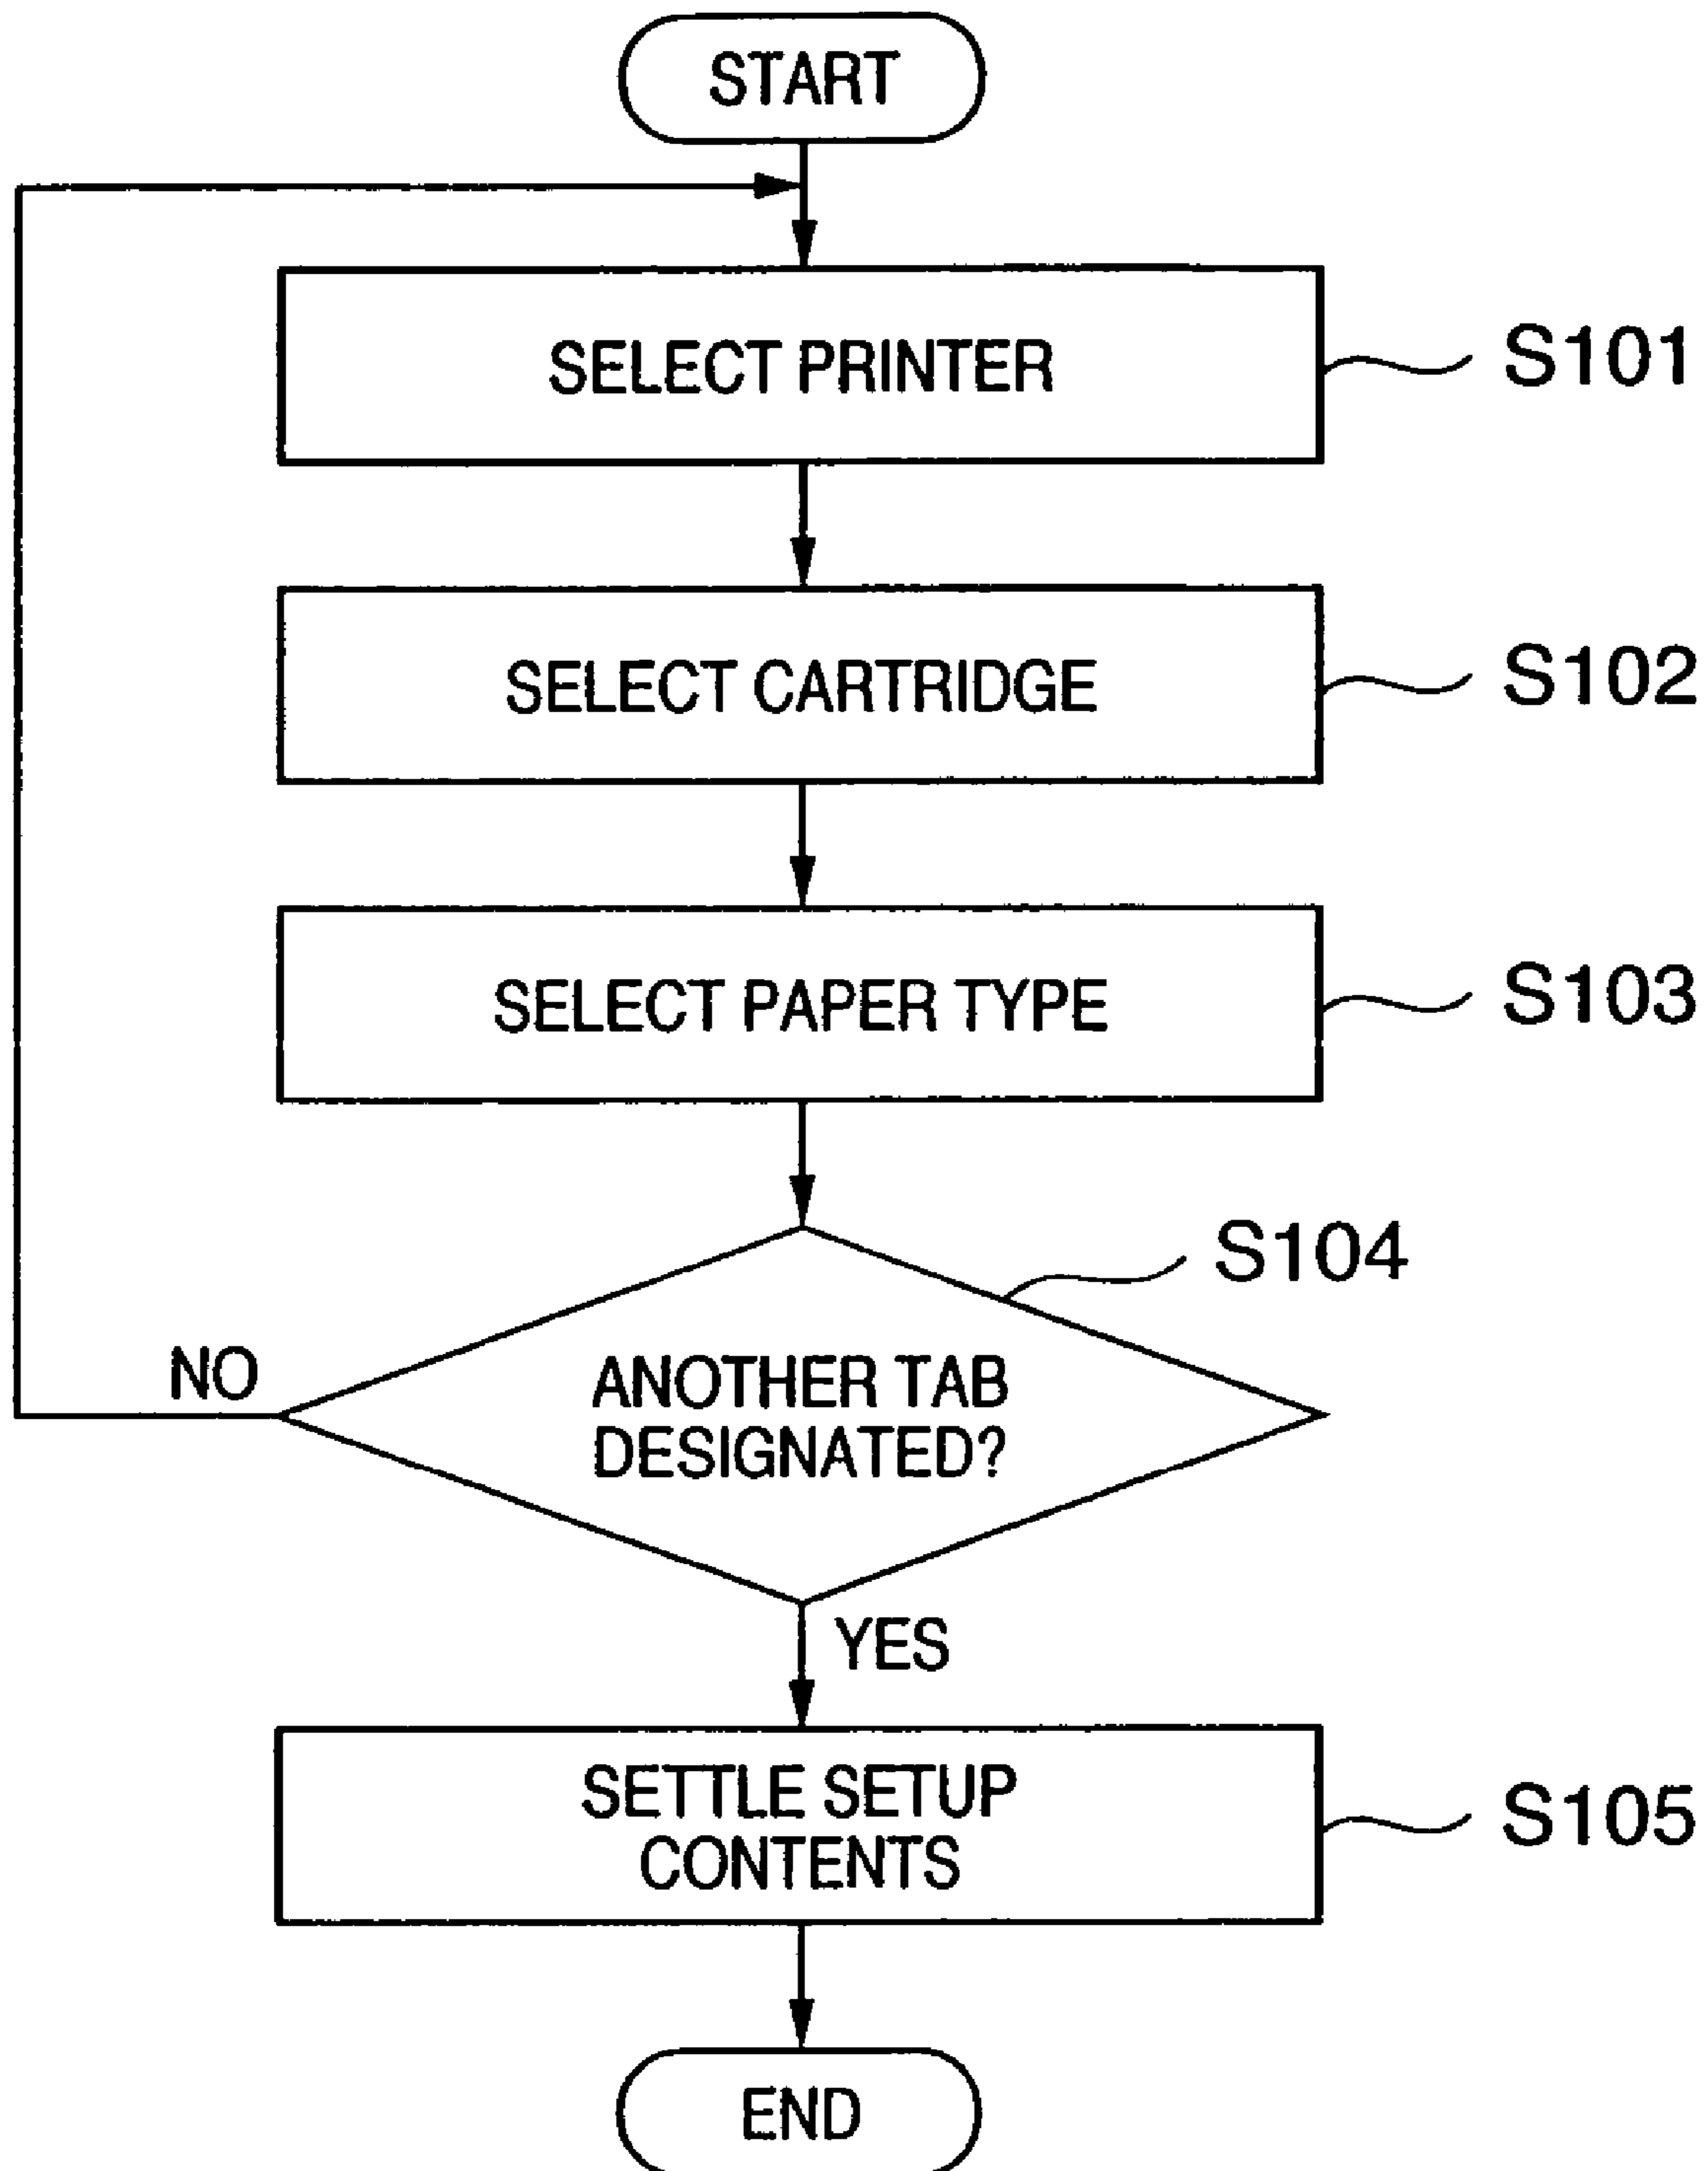 START
SELECT PRINTER
S101
SELECT CARTRIDGE
S102
SELECT PAPER TYPE
S103
S104
NO
ANOTHER TAB
DESIGNATED?
YES
SETTLE SETUP
CONTENTS
S105
END